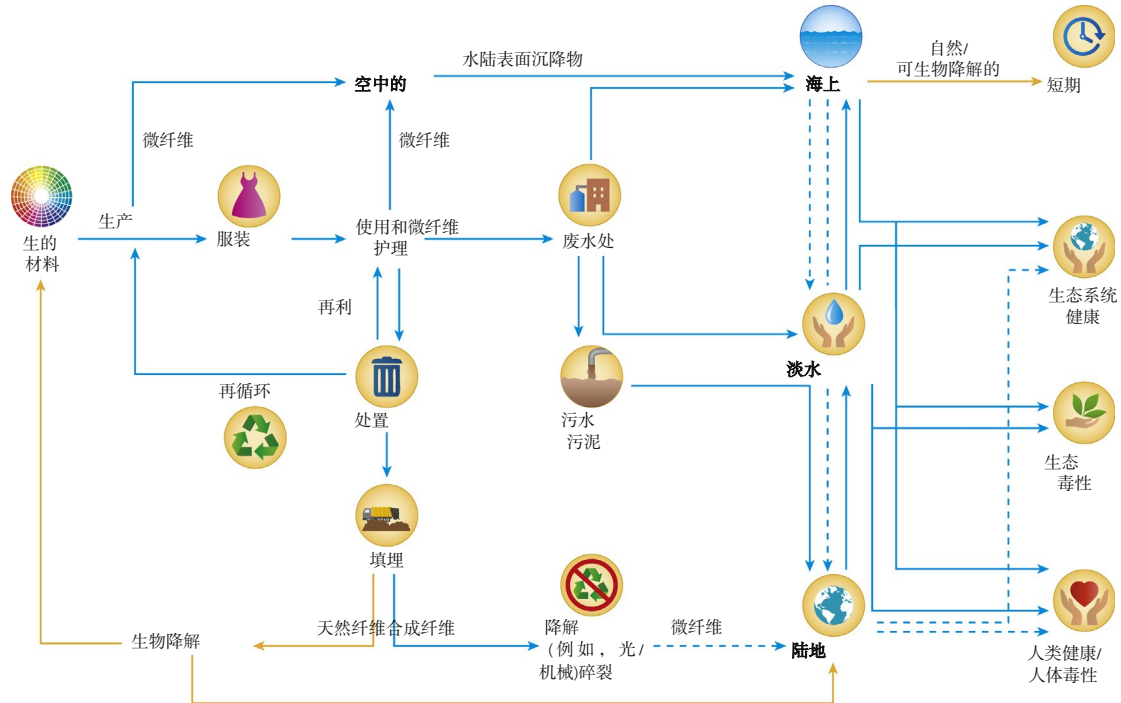 水陆表面沉降物
自然/
可生物降解的
空中的
海上
短期
微纤维
微纤维
生产
生的
材料
服装
使用和微纤维
护理
废水处
生态系统
健康
再利
淡水
再循环
处置
污水
污泥
生态
毒性
填埋
生物降解
天然纤维合成纤维
降解
(例如，光/
机械)碎裂
微纤维
陆地
人类健康/
人体毒性